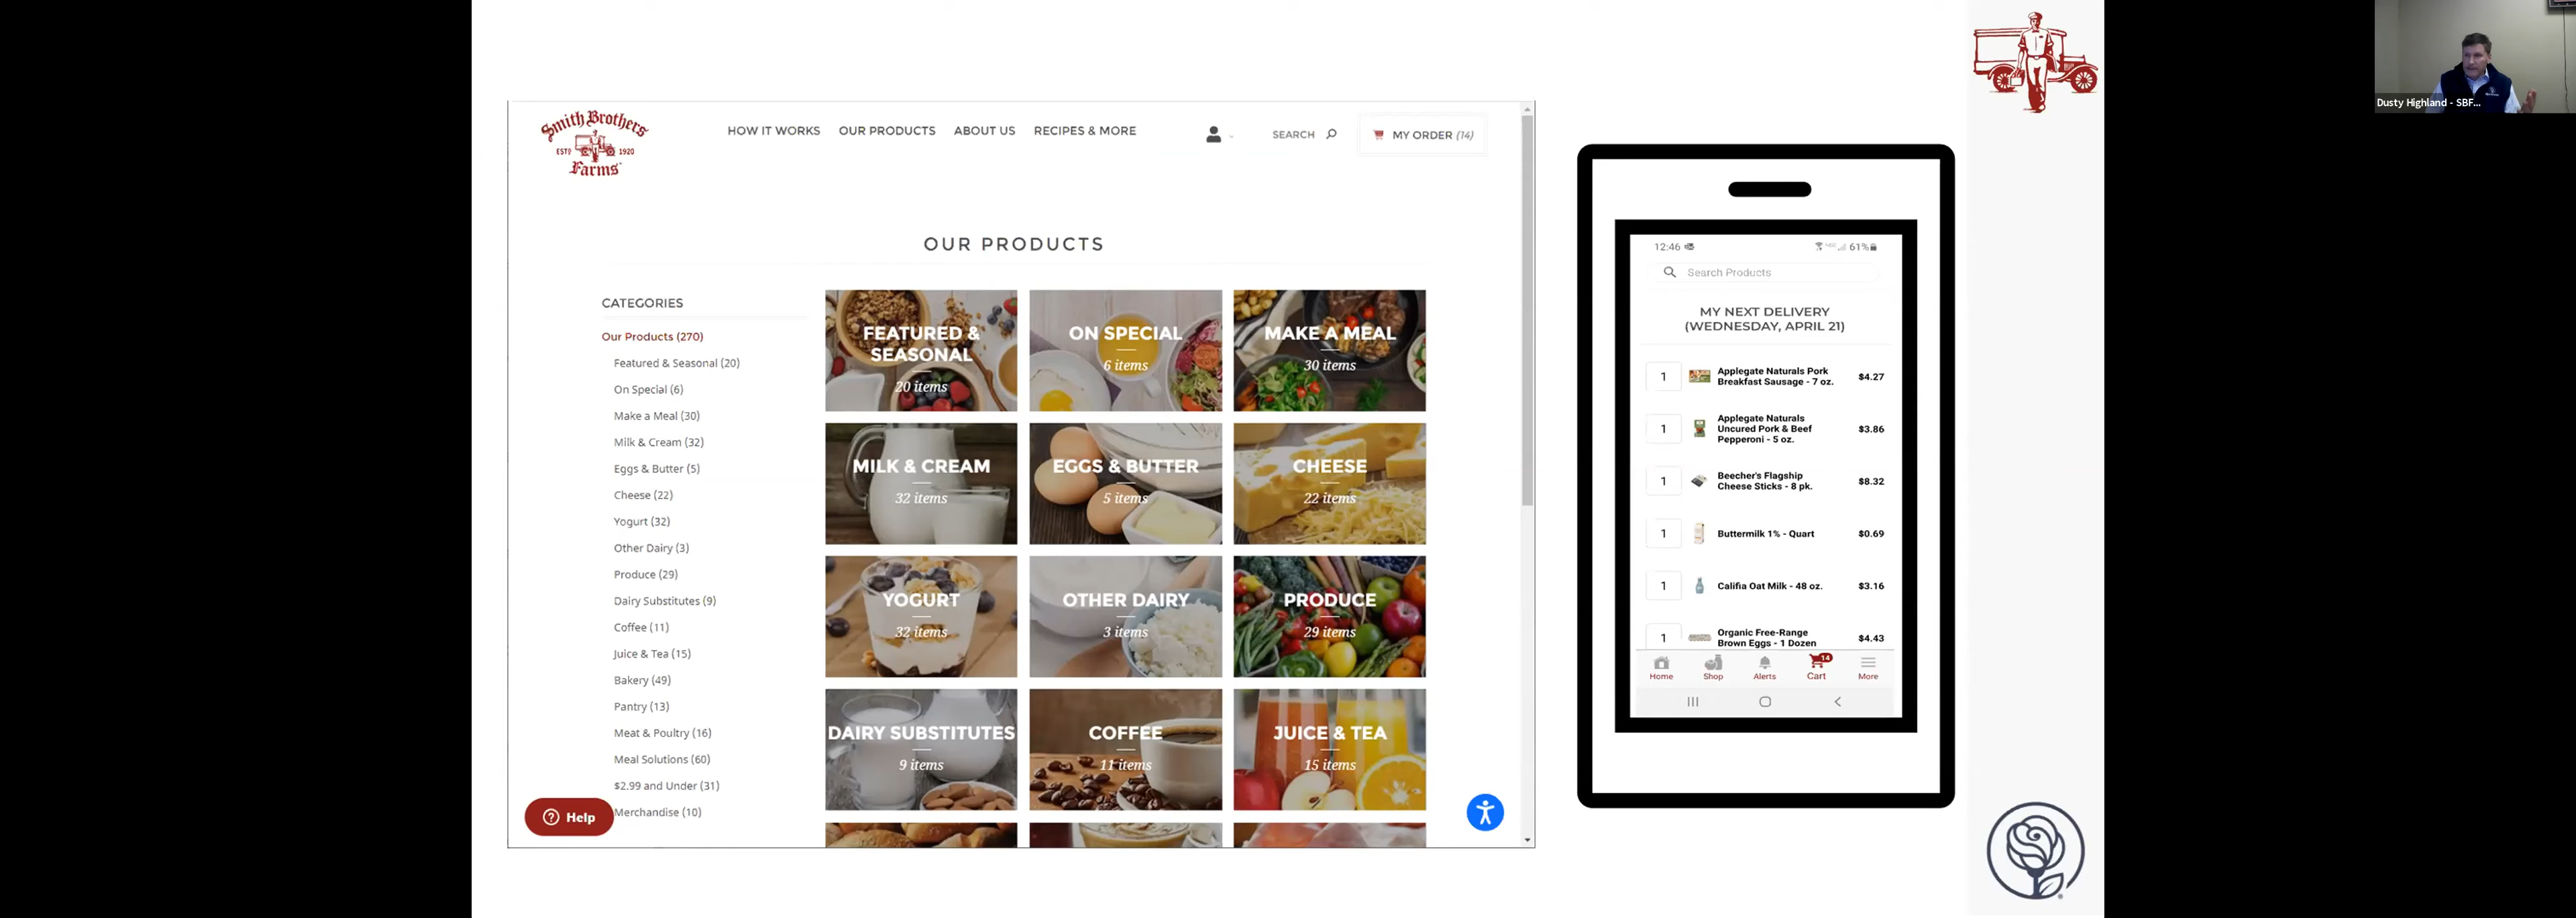 Smith Brothers
ESTD 1920
Farms
HOW IT WORKS
OUR PRODUCTS
ABOUT US
RECIPES & MORE
SEARCH
MY ORDER (14)
OUR PRODUCTS
CATEGORIES
Our Products (270)
Featured & Seasonal (20)
On Special (6)
Make a Meal (30)
Milk & Cream (32)
Eggs & Butter (5)
Cheese (22)
Yogurt (32)
Other Dairy (3)
Produce (29)
Dairy Substitutes (9)
Coffee (11)
Juice & Tea (15)
Bakery (49)
Pantry (13)
Meat & Poultry (16)
Meal Solutions (60)
$2.99 and Under (31)
Merchandise (10)
Help
FEATURED &
SEASONAL
20 items
ON SPECIAL
6 items
MAKE A MEAL
30 items
MILK & CREAM
32 items
EGGS & BUTTER
5 items
CHEESE
22 items
YOGURT
32 items
OTHER DAIRY
3 items
PRODUCE
29 items
DAIRY SUBSTITUTES
9 items
COFFEE
11 items
JUICE & TEA
15 items
12:46
61%
Search Products
MY NEXT DELIVERY
(WEDNESDAY, APRIL 21)
1
Applegate Naturals Pork
Breakfast Sausage - 7 oz.
$4.27
1
Applegate Naturals
Uncured Pork & Beef
Pepperoni - 5 oz.
$3.86
1
Beecher's Flagship
Cheese Sticks - 8 pk.
$8.32
1
Buttermilk 1% - Quart
$0.69
1
Califia Oat Milk - 48 oz.
$3.16
1
Organic Free-Range
Brown Eggs - 1 Dozen
$4.43
14
Home
Shop
Alerts
Cart
More
Dusty Highland - SBF...